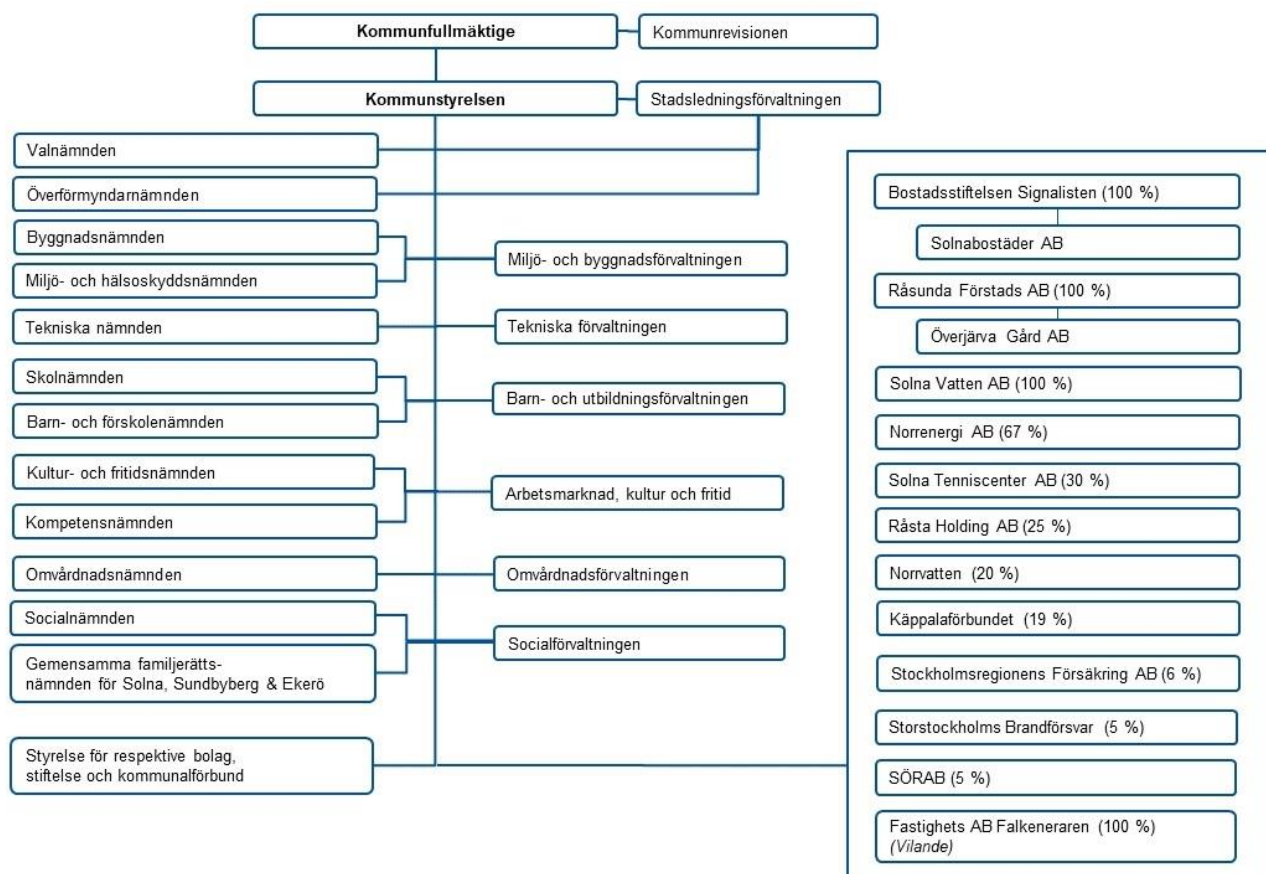 Kommunfullmäktige
Kommunrevisionen
Kommunstyrelsen
Stadsledningsförvaltningen
Valnämnden
Överförmyndarnämnden
Byggnadsnämnden
Miljö- och hälsoskyddsnämnden
Miljö- och byggnadsförvaltningen
Tekniska nämnden
Tekniska förvaltningen
Skolnämnden
Barn- och förskolenämnden
Barn- och utbildningsförvaltningen
Kultur- och fritidsnämnden
Kompetensnämnden
Arbetsmarknad, kultur och fritid
Omvårdnadsnämnden
Omvårdnadsförvaltningen
Socialnämnden
Gemensamma familjerätts-
nämnden för Solna, Sundbyberg & Ekerö
Socialförvaltningen
Styrelse för respektive bolag,
stiftelse och kommunalförbund
Bostadsstiftelsen Signalisten (100 %)
Solnabostäder AB
Råsunda Förstads AB (100 %)
Överjärva Gård AB
Solna Vatten AB (100 %)
Norrenergi AB (67 %)
Solna Tenniscenter AB (30 %)
Råsta Holding AB (25 %)
Norrvatten (20 %)
Käppalaförbundet (19 %)
Stockholmsregionens Försäkring AB (6 %)
Storstockholms Brandförsvar (5 %)
SÖRAB (5 %)
Fastighets AB Falkeneraren (100 %)
(Vilande)